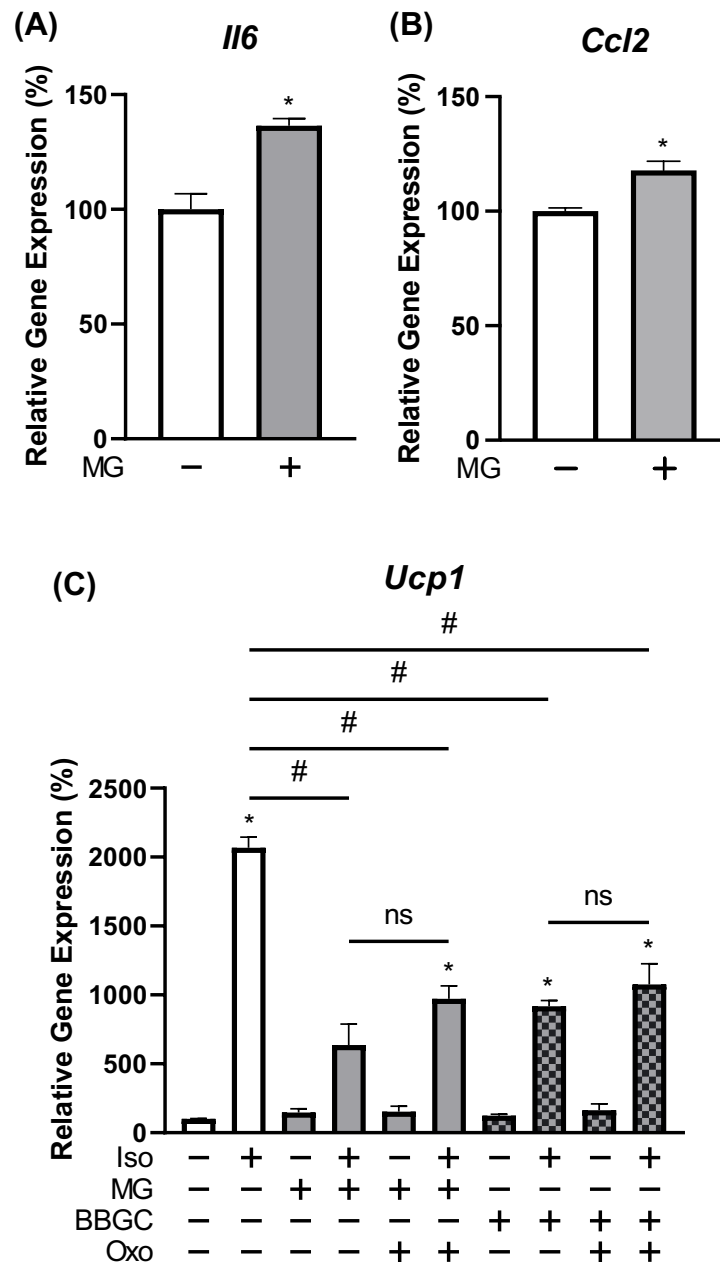 (A)
Il6
Relative Gene Expression (%)
150
*
100
50
0
MG − +
(B)
Ccl2
Relative Gene Expression (%)
150
*
100
50
0
MG − +
(C)
Ucp1
#
#
#
#
Relative Gene Expression (%)
2500
2000
1500
1000
500
0
*
ns
*
*
ns
*
Iso − + − + − + − + − +
MG − − + + + + − − − −
BBGC − − − − − − + + + +
Oxo − − − − + + − − + +